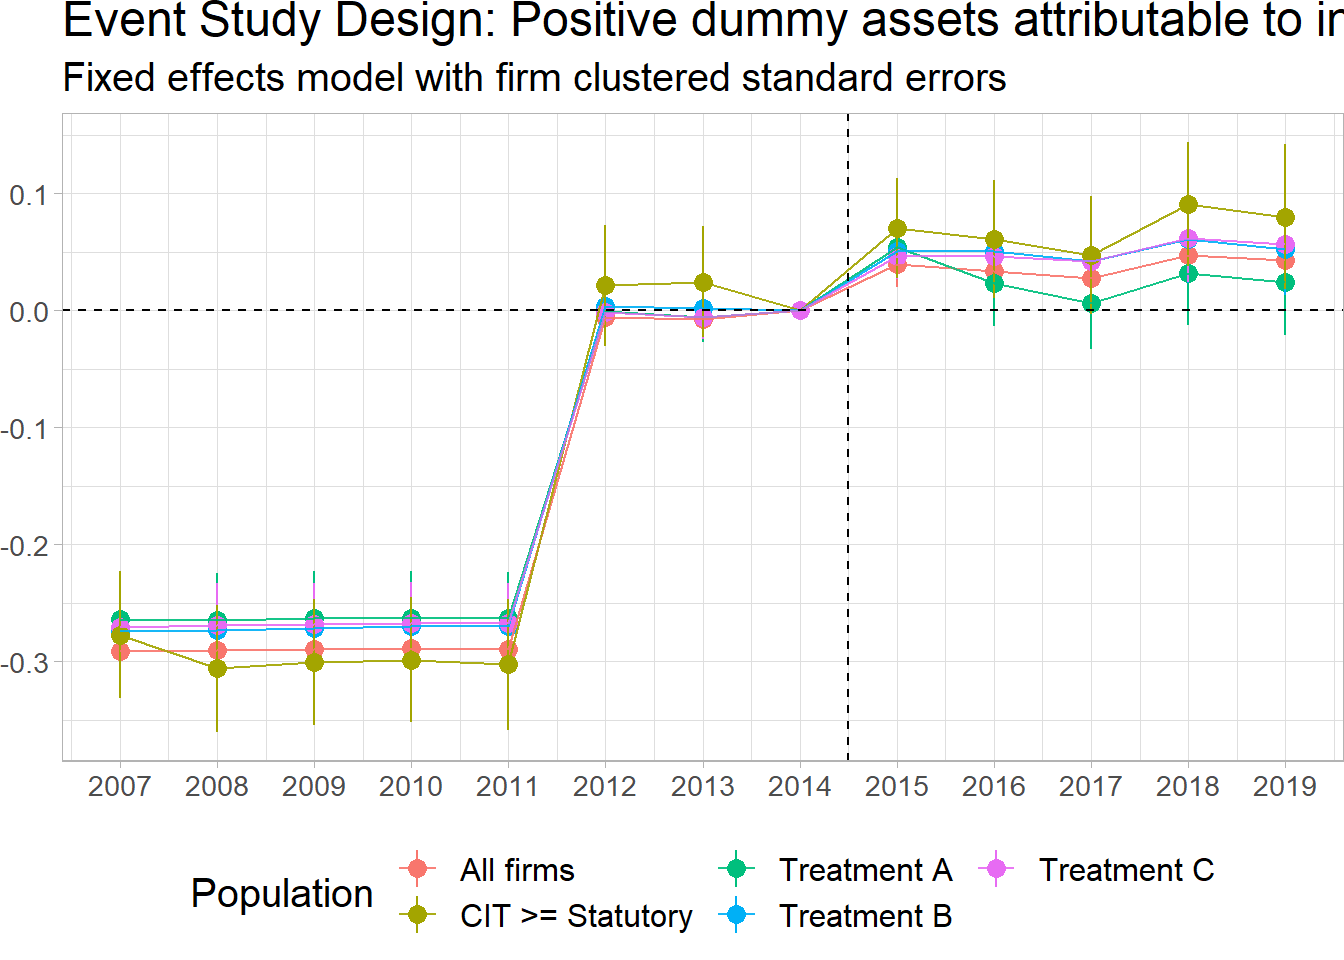 Event Study Design: Positive dummy assets attributable to
Fixed effects model with firm clustered standard errors
0.1
0.0
-0.1
-0.2
-0.3
2007 2008 2009 2010 2011 2012 2013 2014 2015 2016 2017 2018 2019
Population
All firms
CIT >= Statutory
Treatment A
Treatment B
Treatment C